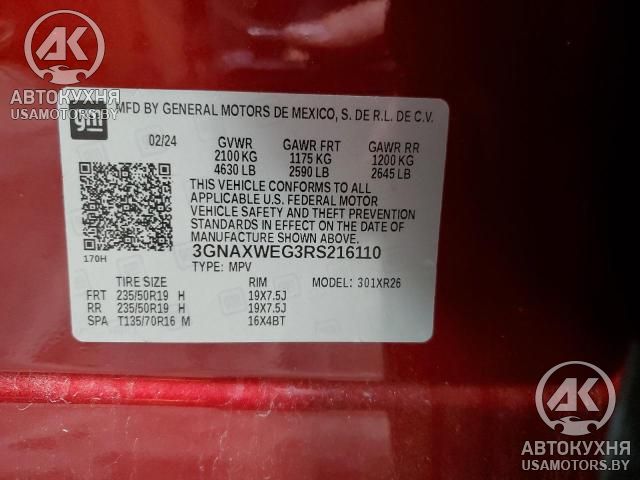 AK
АВТОКУХНЯ
USAMOTORS.BY
gm MFD BY GENERAL MOTORS DE MEXICO, S. DE R.L. DE C.V.
02/24 GVWR GAWR FRT GAWR RR
2100 KG 1175 KG 1200 KG
4630 LB 2590 LB 2645 LB
THIS VEHICLE CONFORMS TO ALL
APPLICABLE U.S. FEDERAL MOTOR
VEHICLE SAFETY AND THEFT PREVENTION
STANDARDS IN EFFECT ON THE DATE
OF MANUFACTURE SHOWN ABOVE.
170H 3GNAXWEG3RS216110
TYPE: MPV
TIRE SIZE RIM MODEL: 301XR26
FRT 235/50R19 H 19X7.5J
RR 235/50R19 H 19X7.5J
SPA T135/70R16 M 16X4BT
AK
АВТОКУХНЯ
USAMOTORS.BY